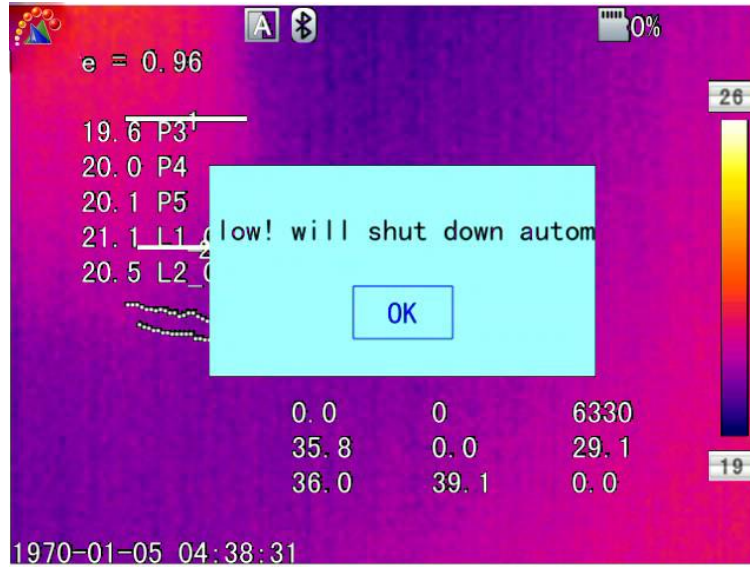 A 0%
e = 0.96
26
1
19.6 P3
20.0 P4
20.1 P5
21.1 L1
20.5 L2_
low! will shut down autom
OK
0.0 0 6330
35.8 0.0 29.1
36.0 39.1 0.0
19
1970-01-05 04:38:31